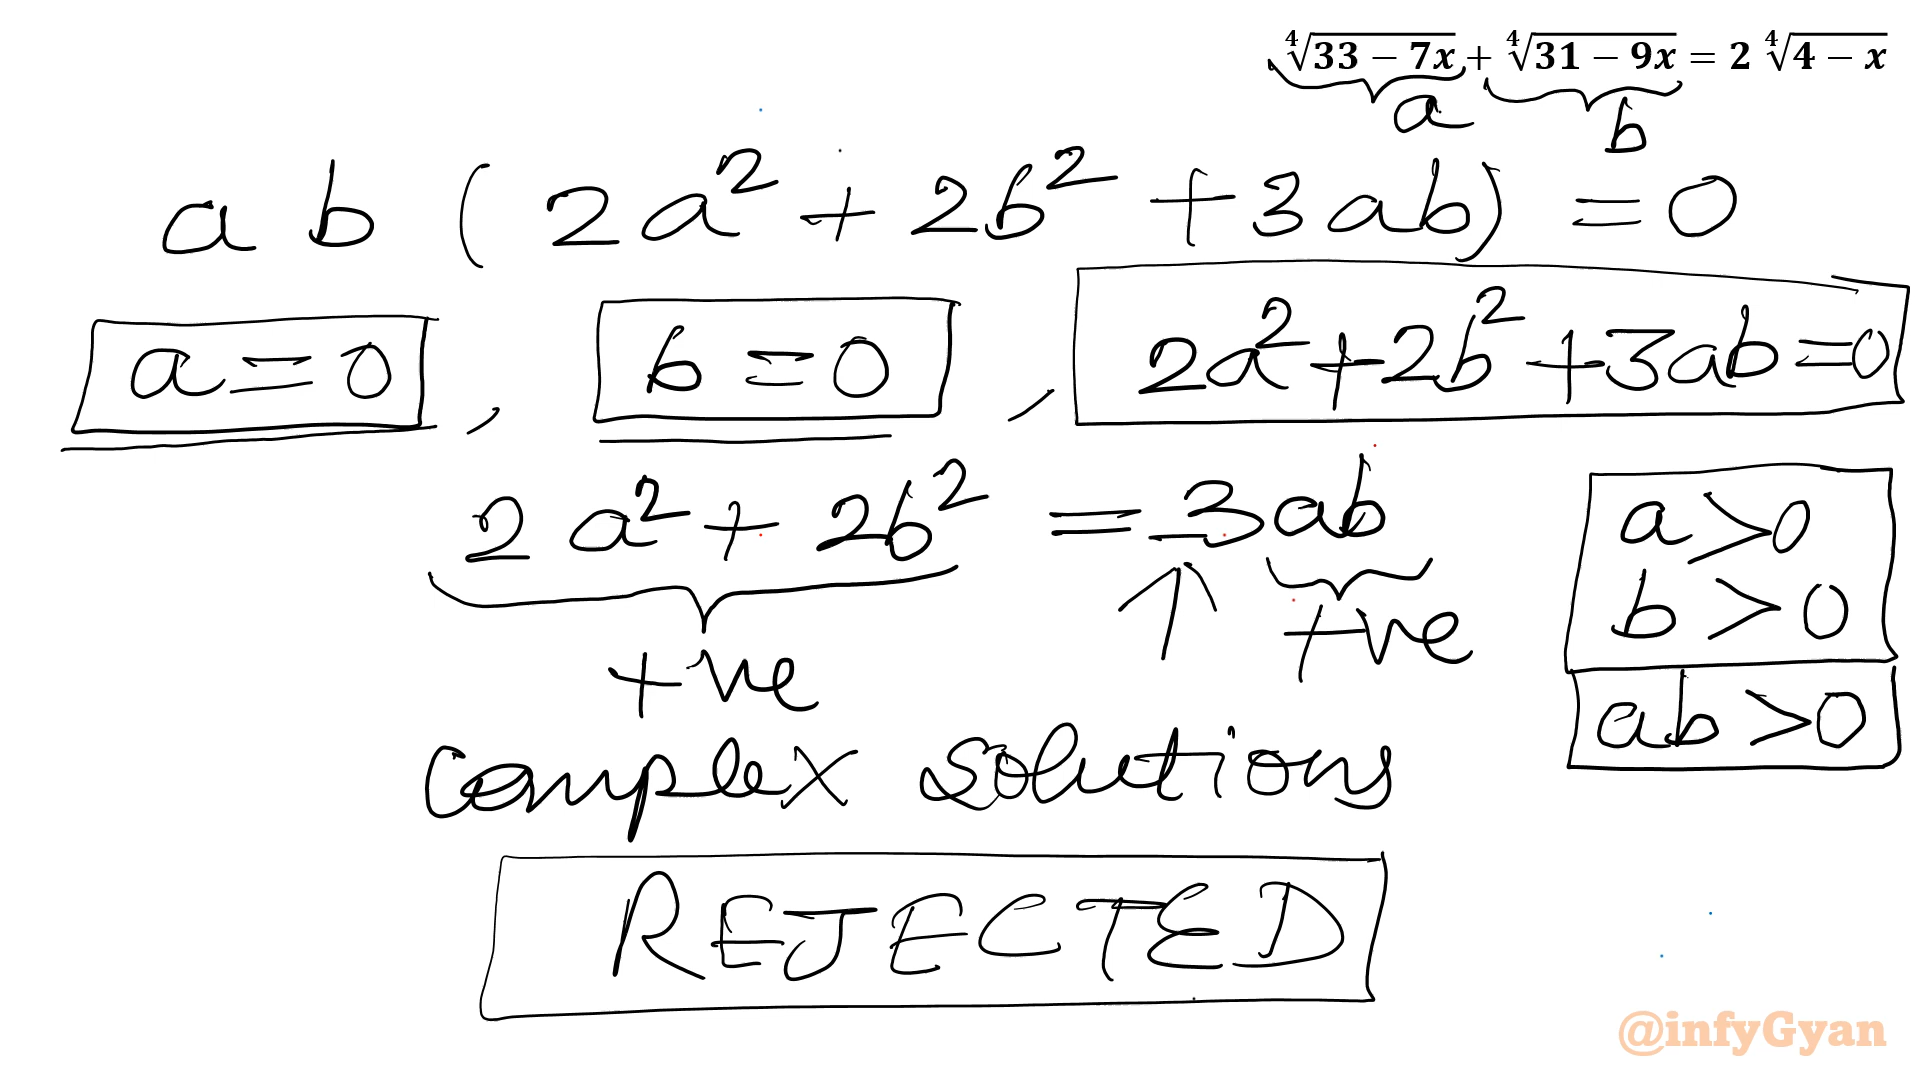 ∜33 − 7x + ∜31 − 9x = 2 ∜4 − x
a b
ab (2a² + 2b² + 3ab) = 0
a = 0 , b = 0 , 2a² + 2b² + 3ab = 0
2a² + 2b² = −3ab
+ve +ve
a > 0
b > 0
ab > 0
complex solutions
REJECTED
@infyGyan